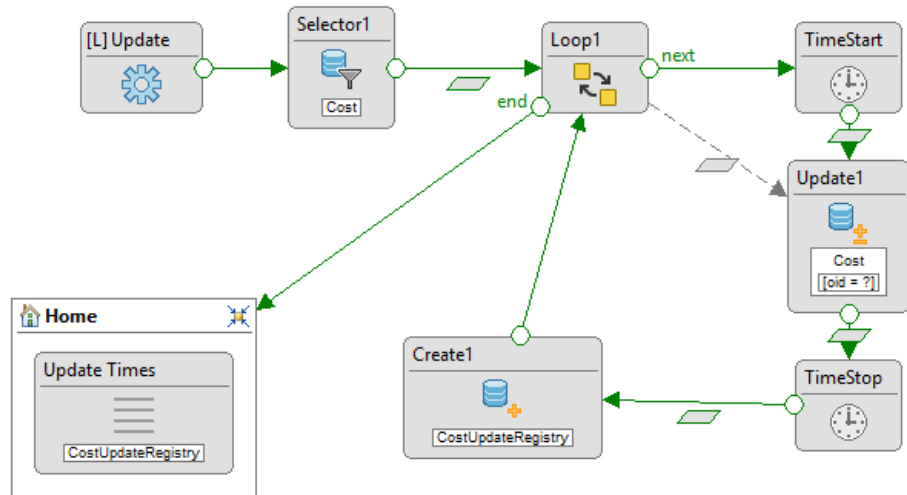 [L] Update
Selector1
Cost
Loop1
next
end
TimeStart
Update1
Cost
[oid = ?]
TimeStop
Create1
CostUpdateRegistry
Home
Update Times
CostUpdateRegistry